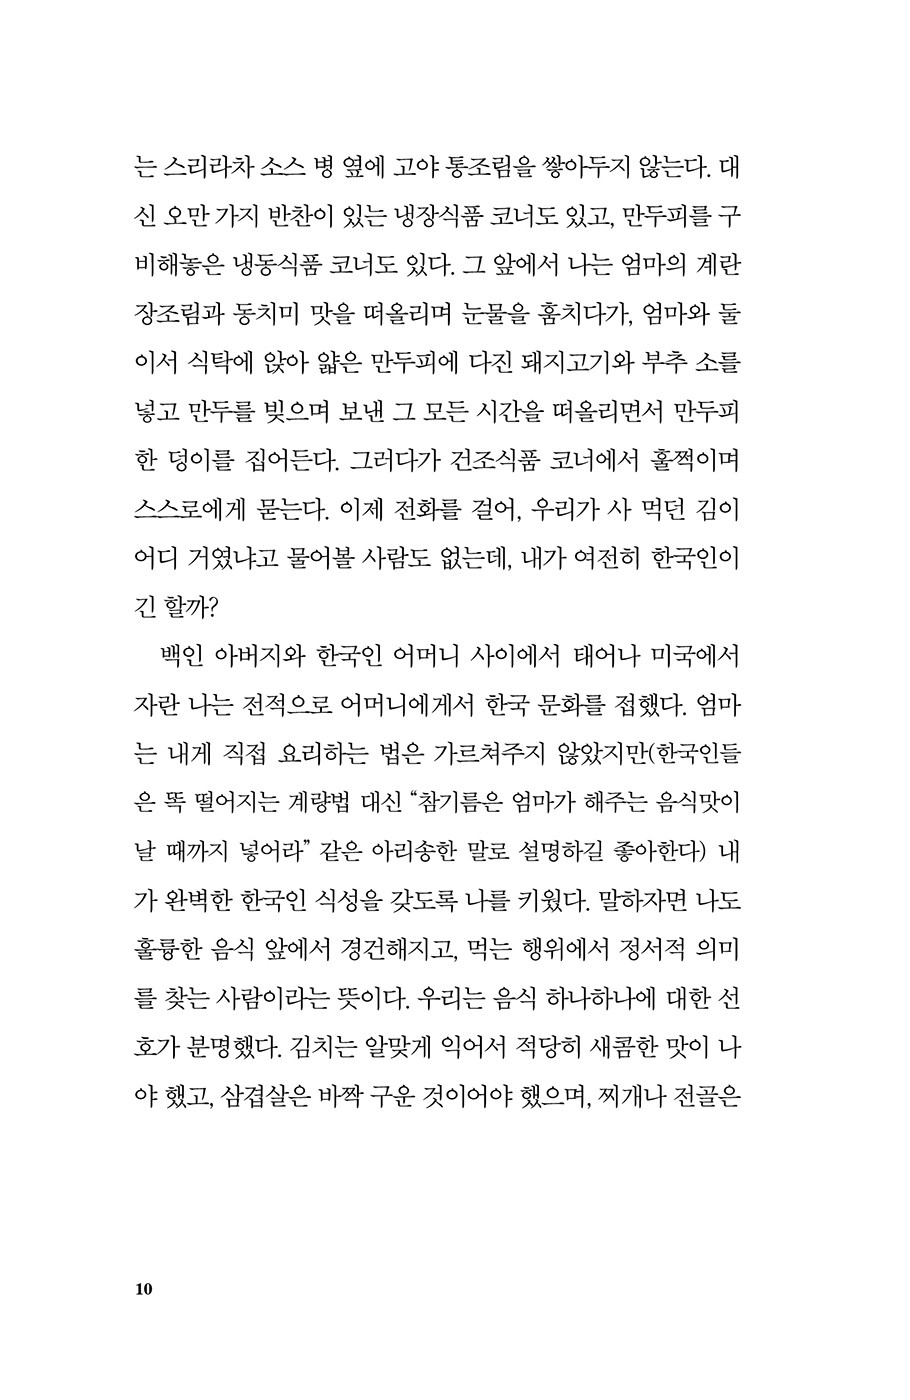 는 스리라차 소스 병 옆에 고야 통조림을 쌓아두지 않는다. 대
신 오만 가지 반찬이 있는 냉장식품 코너도 있고, 만두피를 구
비해놓은 냉동식품 코너도 있다. 그 앞에서 나는 엄마의 계란
장조림과 동치미 맛을 떠올리며 눈물을 훔치다가, 엄마와 둘
이서 식탁에 앉아 얇은 만두피에 다진 돼지고기와 부추 소를
넣고 만두를 빚으며 보낸 그 모든 시간을 떠올리면서 만두피
한 덩이를 집어든다. 그러다가 건조식품 코너에서 훌쩍이며
스스로에게 묻는다. 이제 전화를 걸어, 우리가 사 먹던 김이
어디 거였냐고 물어볼 사람도 없는데, 내가 여전히 한국인이
긴 할까?
백인 아버지와 한국인 어머니 사이에서 태어나 미국에서
자란 나는 전적으로 어머니에게서 한국 문화를 접했다. 엄마
는 내게 직접 요리하는 법은 가르쳐주지 않았지만(한국인들
은 똑 떨어지는 계량법 대신 “참기름은 엄마가 해주는 음식맛이
날 때까지 넣어라” 같은 아리송한 말로 설명하길 좋아한다) 내
가 완벽한 한국인 식성을 갖도록 나를 키웠다. 말하자면 나도
훌륭한 음식 앞에서 경건해지고, 먹는 행위에서 정서적 의미
를 찾는 사람이라는 뜻이다. 우리는 음식 하나하나에 대한 선
호가 분명했다. 김치는 알맞게 익어서 적당히 새콤한 맛이 나
야 했고, 삼겹살은 바짝 구운 것이어야 했으며, 찌개나 전골은
10